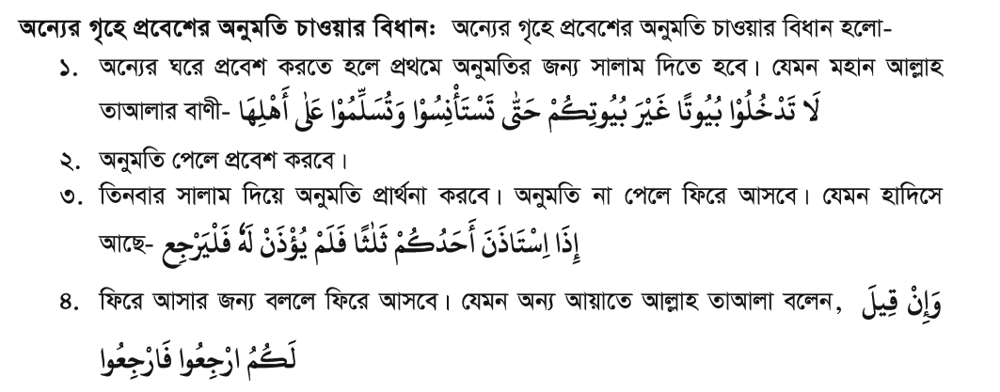 অন্যের গৃহে প্রবেশের অনুমতি চাওয়ার বিধান: অন্যের গৃহে প্রবেশের অনুমতি চাওয়ার বিধান হলো-
১. অন্যের ঘরে প্রবেশ করতে হলে প্রথমে অনুমতির জন্য সালাম দিতে হবে। যেমন মহান আল্লাহ
তাআলার বাণী- لَا تَدْخُلُوْا بُيُوتًا غَيْرَ بُيُوتِكُمْ حَتّٰى تَسْتَأْنِسُوْا وَتُسَلِّمُوْا عَلٰى أَهْلِهَا
২. অনুমতি পেলে প্রবেশ করবে।
৩. তিনবার সালাম দিয়ে অনুমতি প্রার্থনা করবে। অনুমতি না পেলে ফিরে আসবে। যেমন হাদিসে
আছে- إِذَا اِسْتَاذَنَ أَحَدُكُمْ ثَلٰثًا فَلَمْ يُؤْذَنْ لَهٗ فَلْيَرْجِعِ
৪. ফিরে আসার জন্য বললে ফিরে আসবে। যেমন অন্য আয়াতে আল্লাহ তাআলা বলেন, وَإِنْ قِيلَ
لَكُمُ ارْجِعُوا فَارْجِعُوا